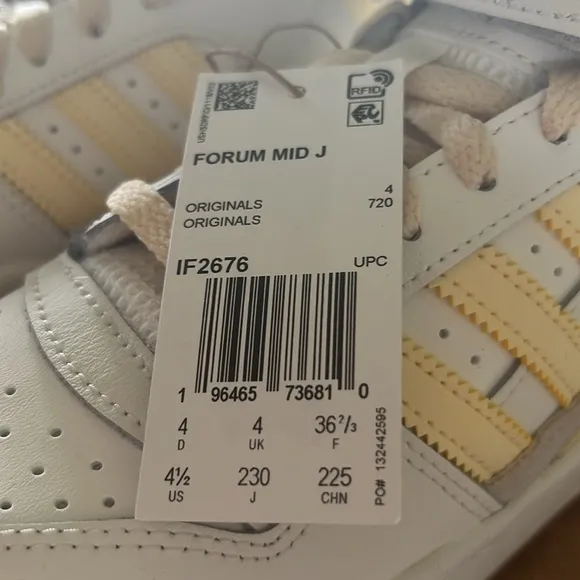 RFID
FORUM MID J
4
ORIGINALS 720
ORIGINALS
IF2676 UPC
1 96465 73681 0
4 4 36²/₃
D UK F
4½ 230 225
US J CHN
PO# 132442595